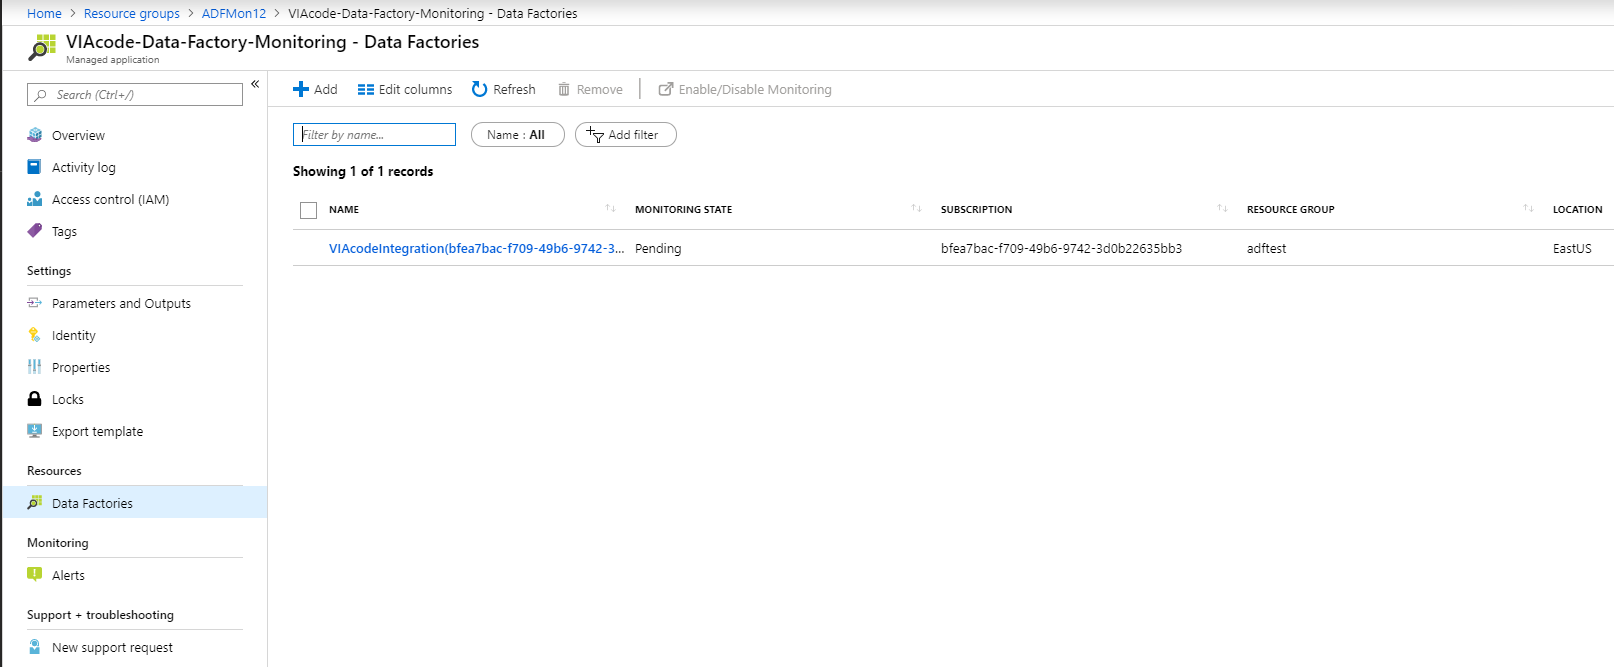 Home > Resource groups > ADFMon12 > VIAcode-Data-Factory-Monitoring - Data Factories
VIAcode-Data-Factory-Monitoring - Data Factories
Managed application
Search (Ctrl+/)
«
Overview
Activity log
Access control (IAM)
Tags
Settings
Parameters and Outputs
Identity
Properties
Locks
Export template
Resources
Data Factories
Monitoring
Alerts
Support + troubleshooting
New support request
Add Edit columns Refresh Remove Enable/Disable Monitoring
Filter by name... Name : All Add filter
Showing 1 of 1 records
NAME MONITORING STATE SUBSCRIPTION RESOURCE GROUP LOCATION
VIAcodeIntegration(bfea7bac-f709-49b6-9742-3... Pending bfea7bac-f709-49b6-9742-3d0b22635bb3 adftest EastUS